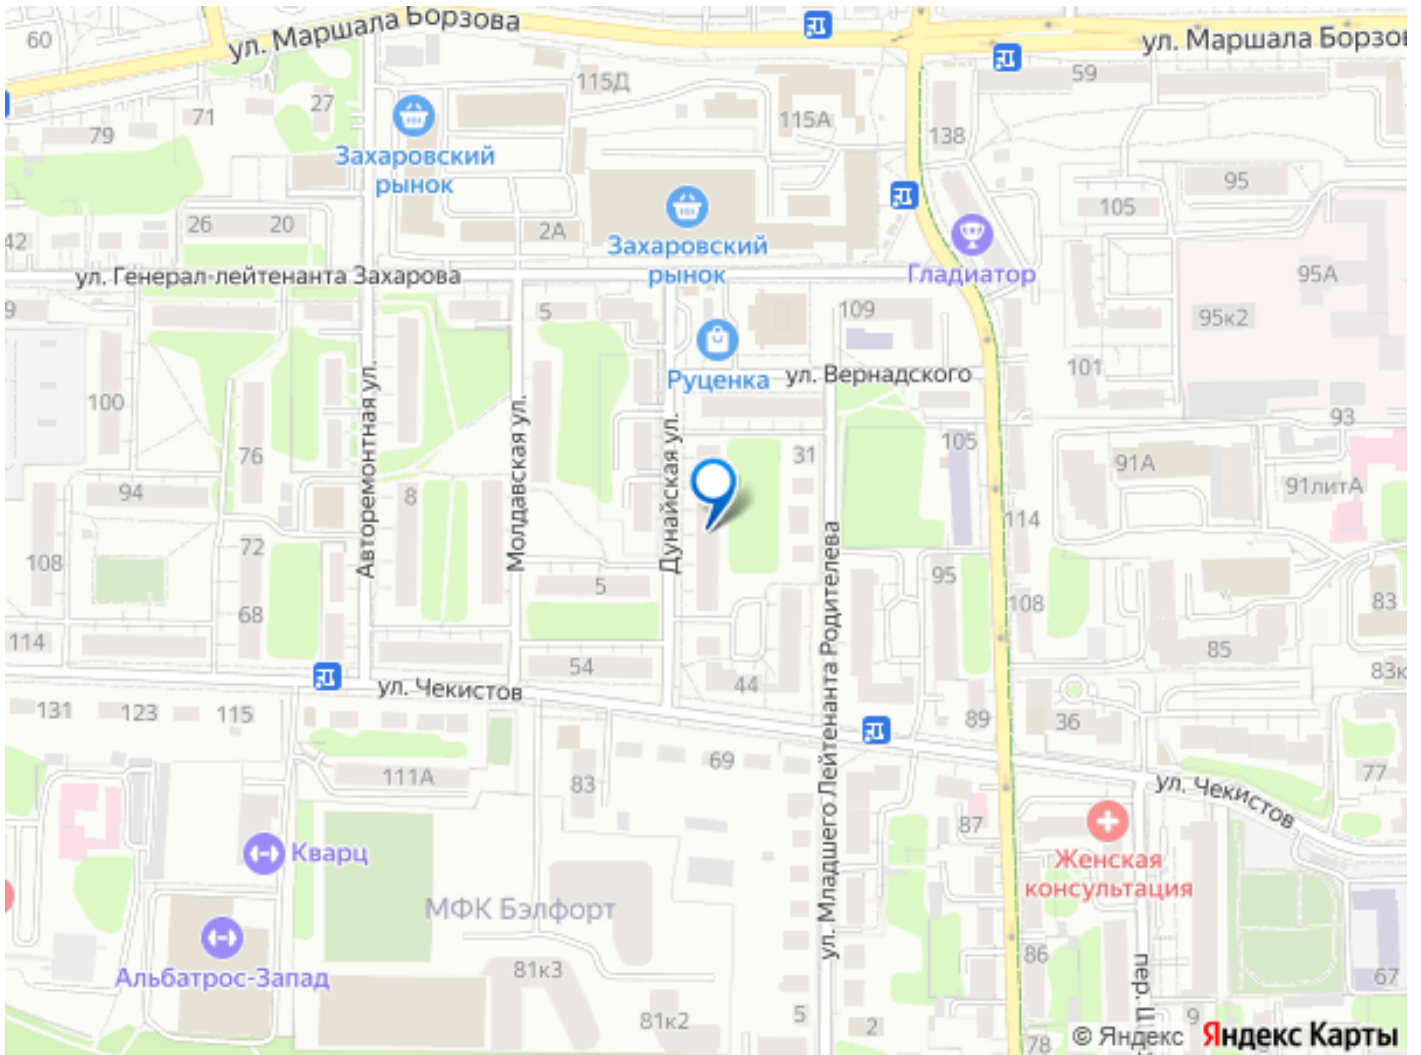 60
ул. Маршала Борзова
ул. Маршала Борзов
59
115Д
27
71
79
115А
138
Захаровский
рынок
95
105
26
20
42
2А
Захаровский
рынок
Гладиатор
95А
ул. Генерал-лейтенанта Захарова
9
5
109
95к2
Руценка
ул. Вернадского
101
100
93
Авторемонтная ул.
Молдавская ул.
Дунайская ул.
76
31
105
91А
91литА
94
8
114
72
108
5
95
108
83
68
ул. Младшего Лейтенанта Родителева
114
54
44
85
83к
ул. Чекистов
131
123
115
89
36
69
111А
83
77
ул. Чекистов
87
Кварц
Женская
консультация
МФК Бэлфорт
Альбатрос-Запад
81к3
86
67
пер. Ш
81к2
5
2
9
78
© Яндекс Яндекс Карты